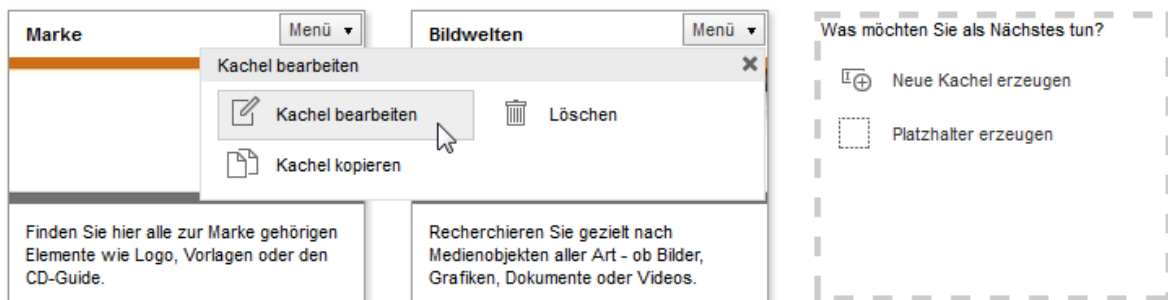 Marke
Menü
Bildwelten
Menü
Was möchten Sie als Nächstes tun?
Kachel bearbeiten
Kachel bearbeiten
Löschen
Kachel kopieren
Neue Kachel erzeugen
Platzhalter erzeugen
Finden Sie hier alle zur Marke gehörigen
Elemente wie Logo, Vorlagen oder den
CD-Guide.
Recherchieren Sie gezielt nach
Medienobjekten aller Art - ob Bilder,
Grafiken, Dokumente oder Videos.